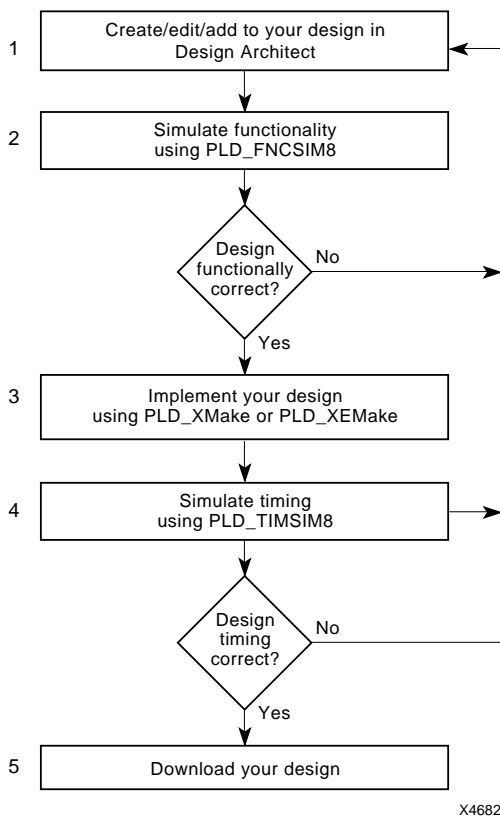 1
Create/edit/add to your design in
Design Architect
2
Simulate functionality
using PLD_FNCSIM8
Design
functionally
correct?
No
Yes
3
Implement your design
using PLD_XMake or PLD_XEMake
4
Simulate timing
using PLD_TIMSIM8
Design
timing
correct?
No
Yes
5
Download your design
X4682